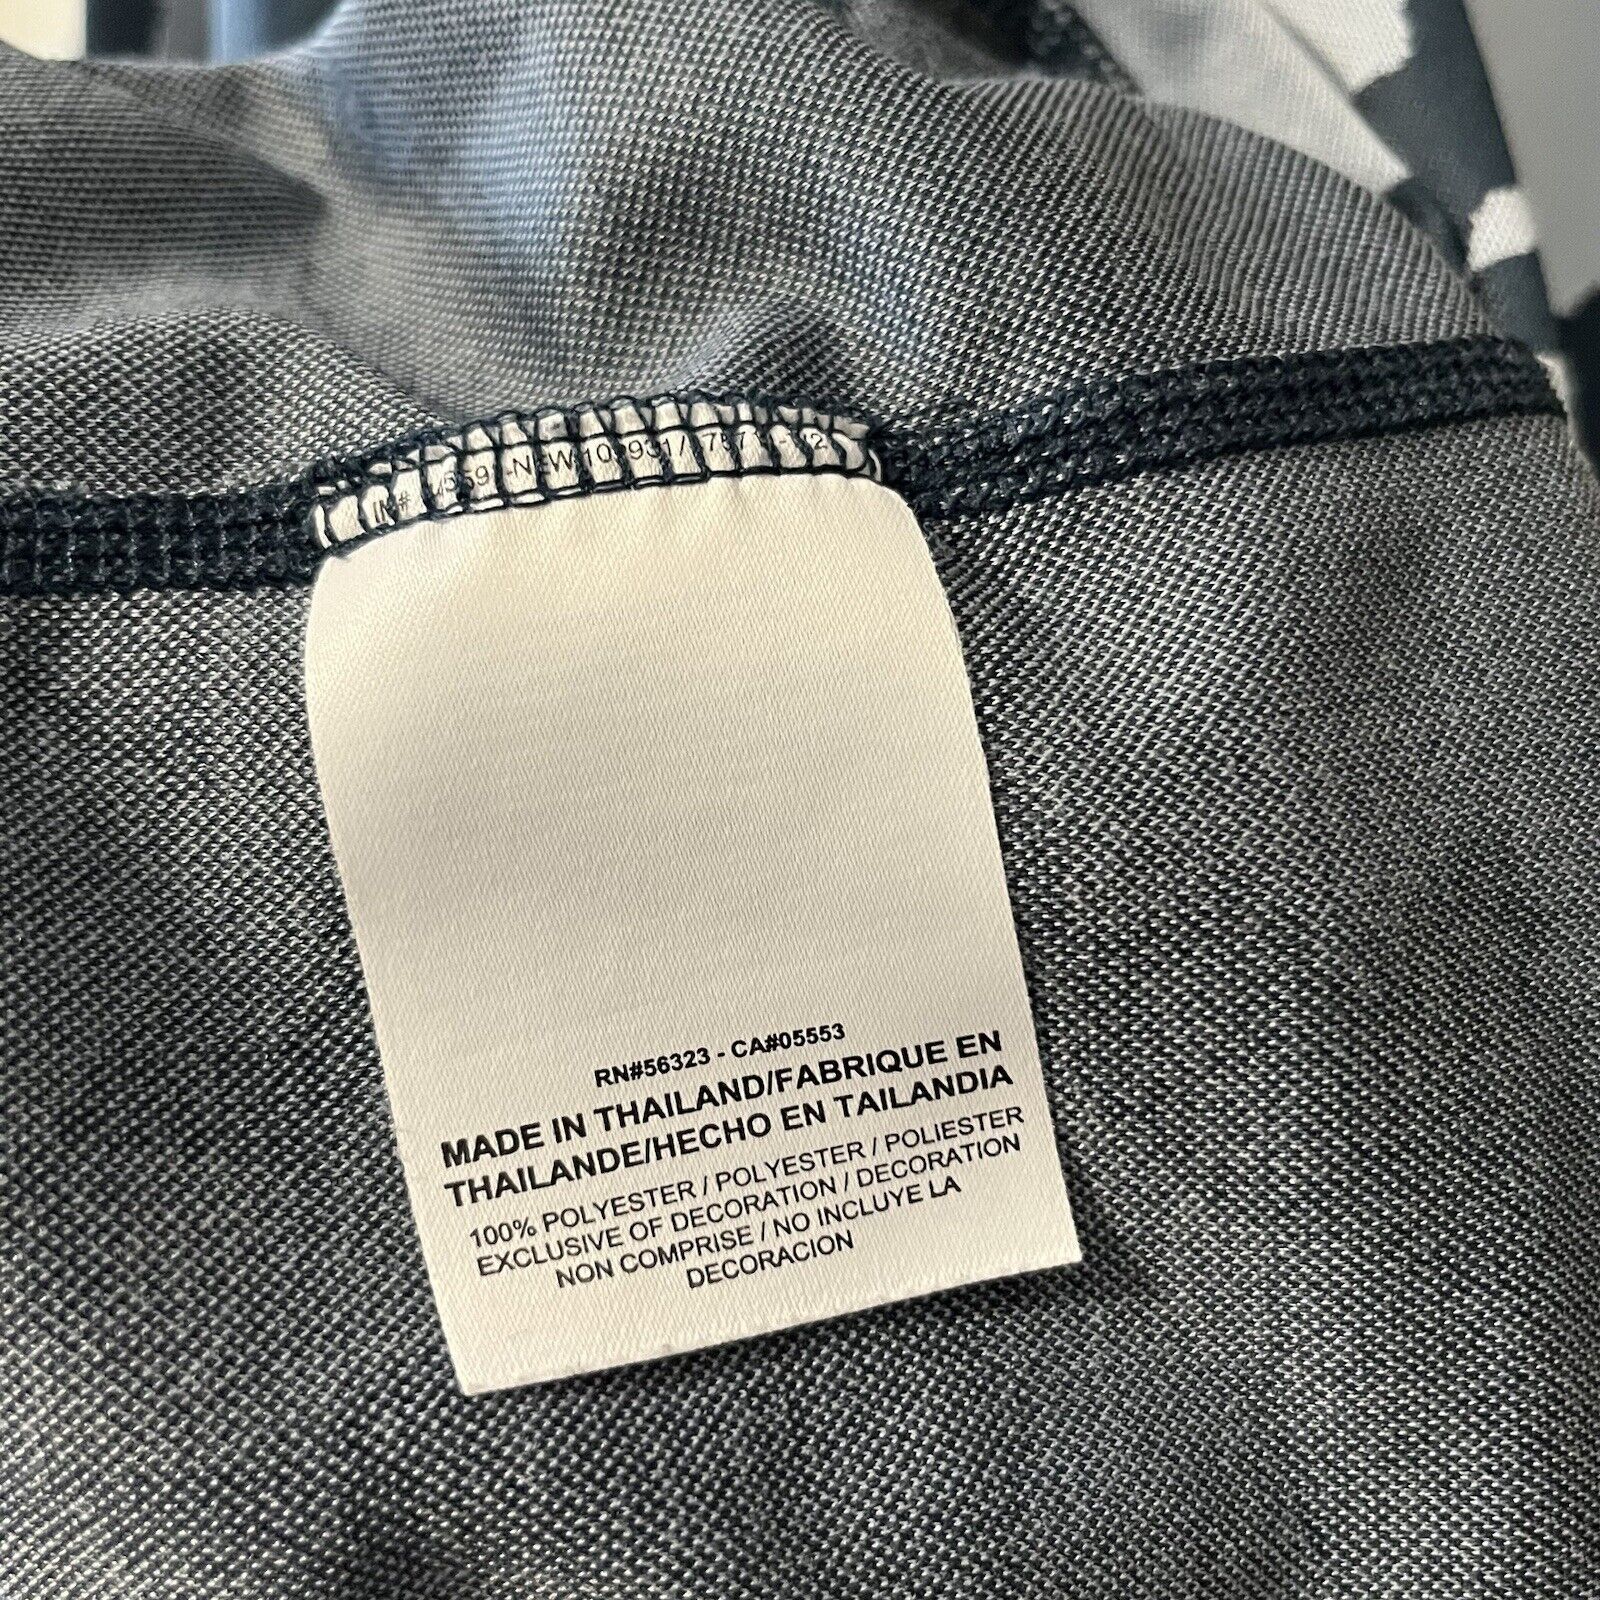 RN#56323 - CA#05553
MADE IN THAILAND/FABRIQUE EN
THAILANDE/HECHO EN TAILANDIA
100% POLYESTER / POLYESTER / POLIESTER
EXCLUSIVE OF DECORATION / DECORATION
NON COMPRISE / NO INCLUYE LA
DECORACION